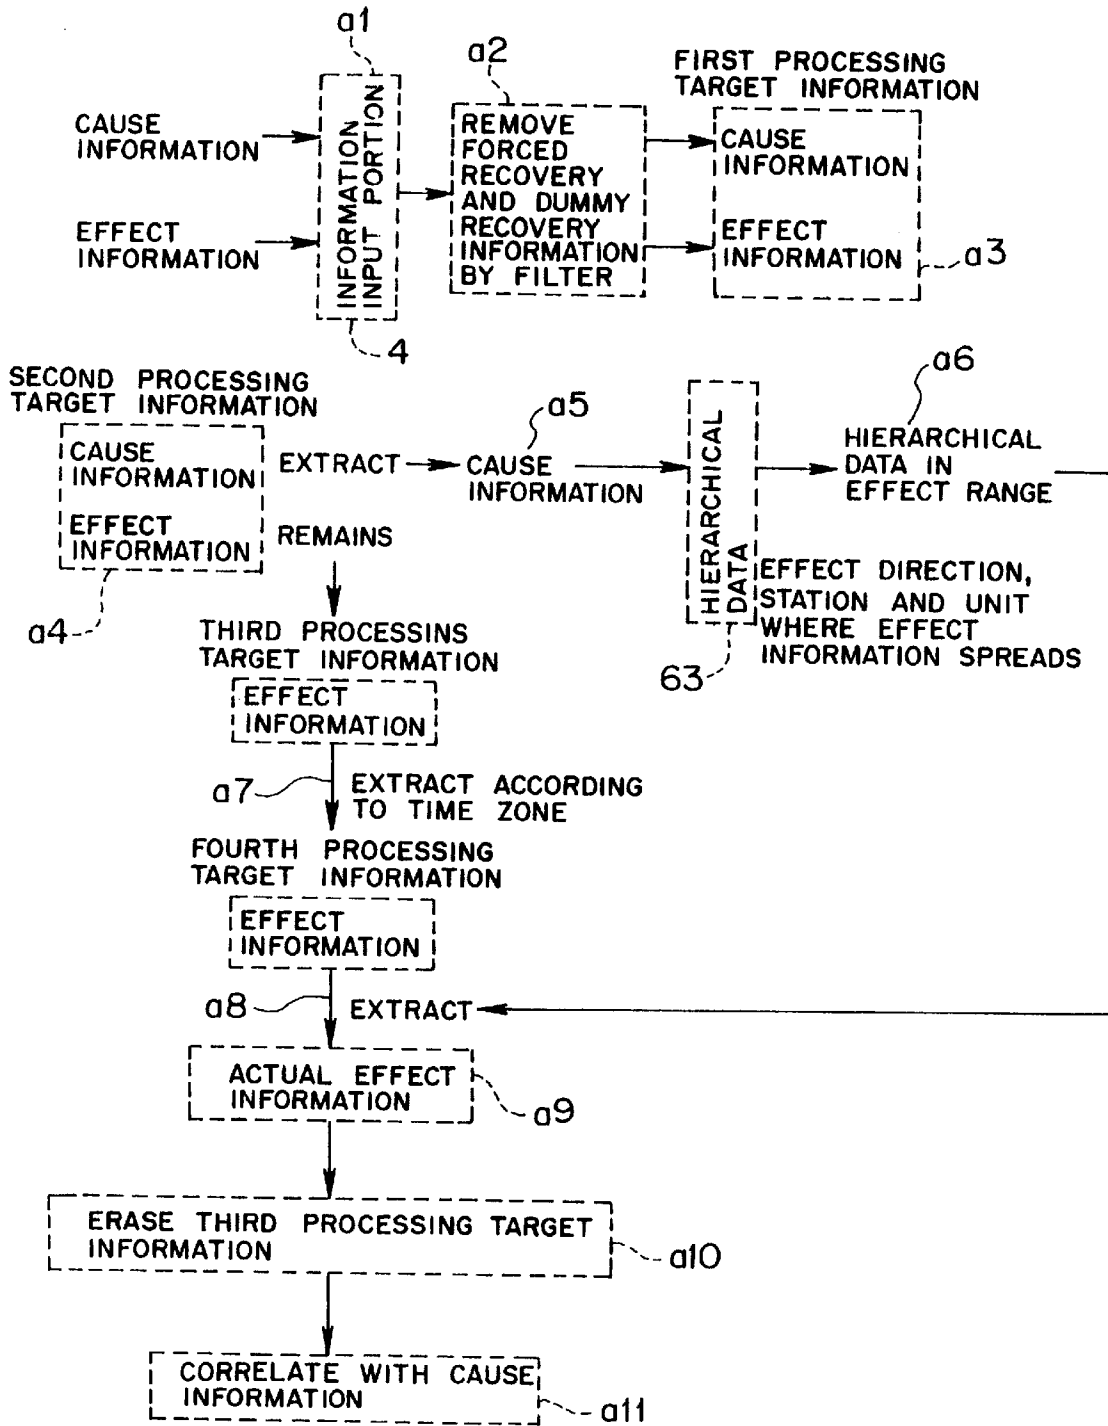 a1
a2
FIRST PROCESSING
TARGET INFORMATION
CAUSE
INFORMATION
EFFECT
INFORMATION
INFORMATION
INPUT PORTION
4
REMOVE
FORCED
RECOVERY
AND DUMMY
RECOVERY
INFORMATION
BY FILTER
CAUSE
INFORMATION
EFFECT
INFORMATION
a3
SECOND PROCESSING
TARGET INFORMATION
CAUSE
INFORMATION
EFFECT
INFORMATION
a4
EXTRACT
REMAINS
a5
CAUSE
INFORMATION
HIERARCHICAL
DATA
63
a6
HIERARCHICAL
DATA IN
EFFECT RANGE
EFFECT DIRECTION,
STATION AND UNIT
WHERE EFFECT
INFORMATION SPREADS
THIRD PROCESSINS
TARGET INFORMATION
EFFECT
INFORMATION
a7
EXTRACT ACCORDING
TO TIME ZONE
FOURTH PROCESSING
TARGET INFORMATION
EFFECT
INFORMATION
a8
EXTRACT
ACTUAL EFFECT
INFORMATION
a9
ERASE THIRD PROCESSING TARGET
INFORMATION
a10
CORRELATE WITH CAUSE
INFORMATION
a11